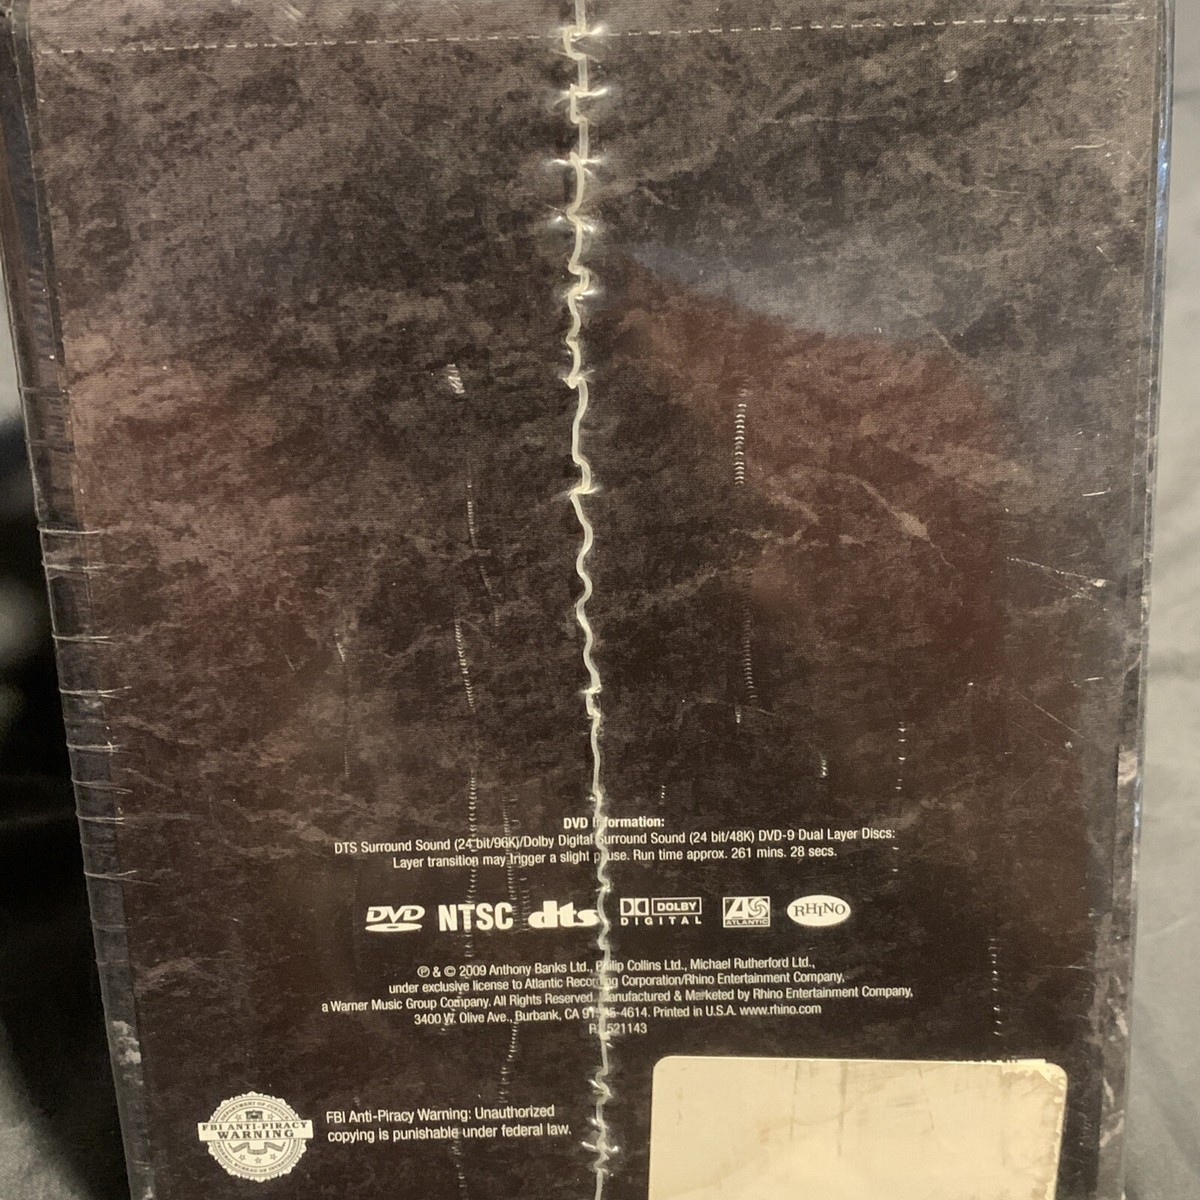 DVD Information:
DTS Surround Sound (24 bit/96K)/Dolby Digital Surround Sound (24 bit/48K) DVD-9 Dual Layer Discs:
Layer transition may trigger a slight pause. Run time approx. 261 mins. 28 secs.
DVD NTSC dts DOLBY DIGITAL ATLANTIC RHINO
℗ & © 2009 Anthony Banks Ltd., Philip Collins Ltd., Michael Rutherford Ltd.,
under exclusive license to Atlantic Recording Corporation/Rhino Entertainment Company,
a Warner Music Group Company. All Rights Reserved. Manufactured & Marketed by Rhino Entertainment Company,
3400 W. Olive Ave., Burbank, CA 91505-4614. Printed in U.S.A. www.rhino.com
R2 521143
FBI ANTI-PIRACY
WARNING
FBI Anti-Piracy Warning: Unauthorized
copying is punishable under federal law.